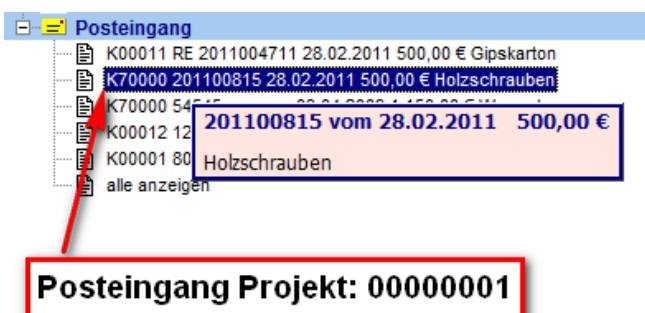 Posteingang
K00011 RE 2011004711 28.02.2011 500,00 € Gipskarton
K70000 201100815 28.02.2011 500,00 € Holzschrauben
K70000
K00012 12
201100815 vom 28.02.2011 500,00 €
K00001 80
Holzschrauben
alle anzeigen
Posteingang Projekt: 00000001